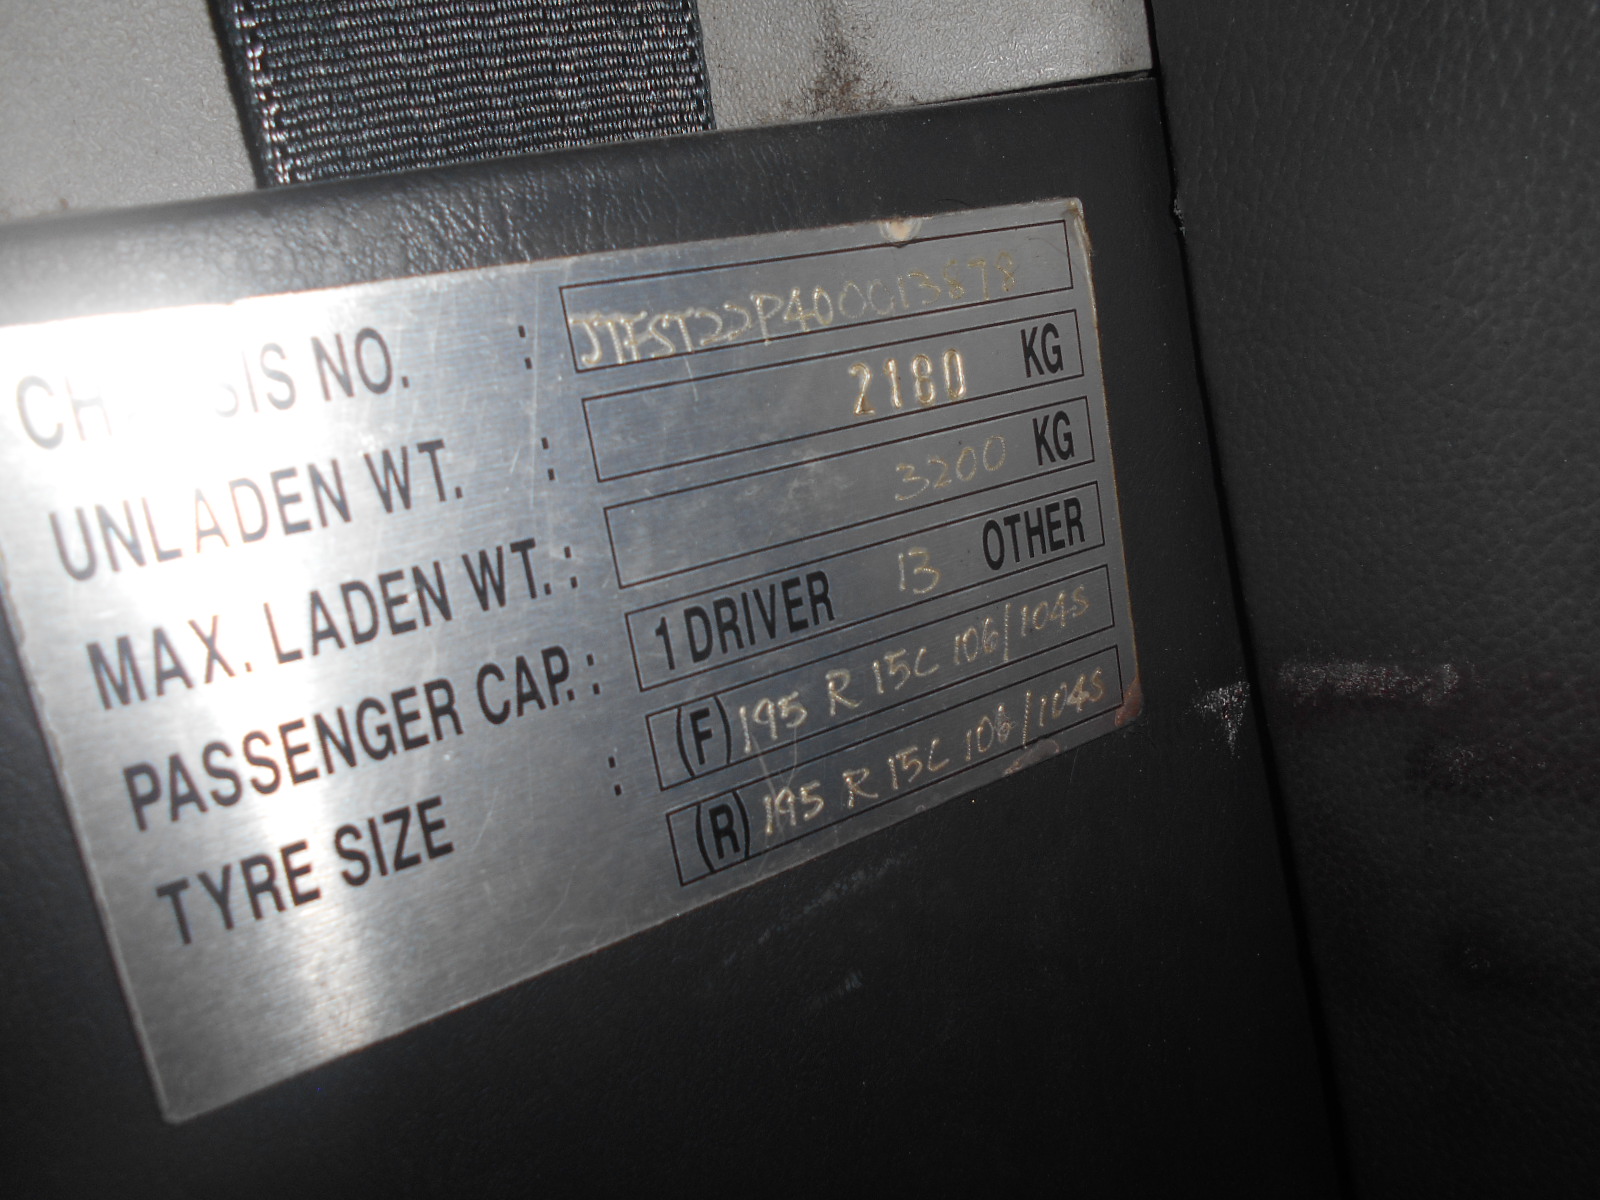 CHASSIS NO. : JTFST22P400013678
UNLADEN WT. : 2180 KG
MAX. LADEN WT. : 3200 KG
PASSENGER CAP. : 1 DRIVER 13 OTHER
TYRE SIZE : (F) 195 R 15C 106/104S
(R) 195 R 15C 106/104S